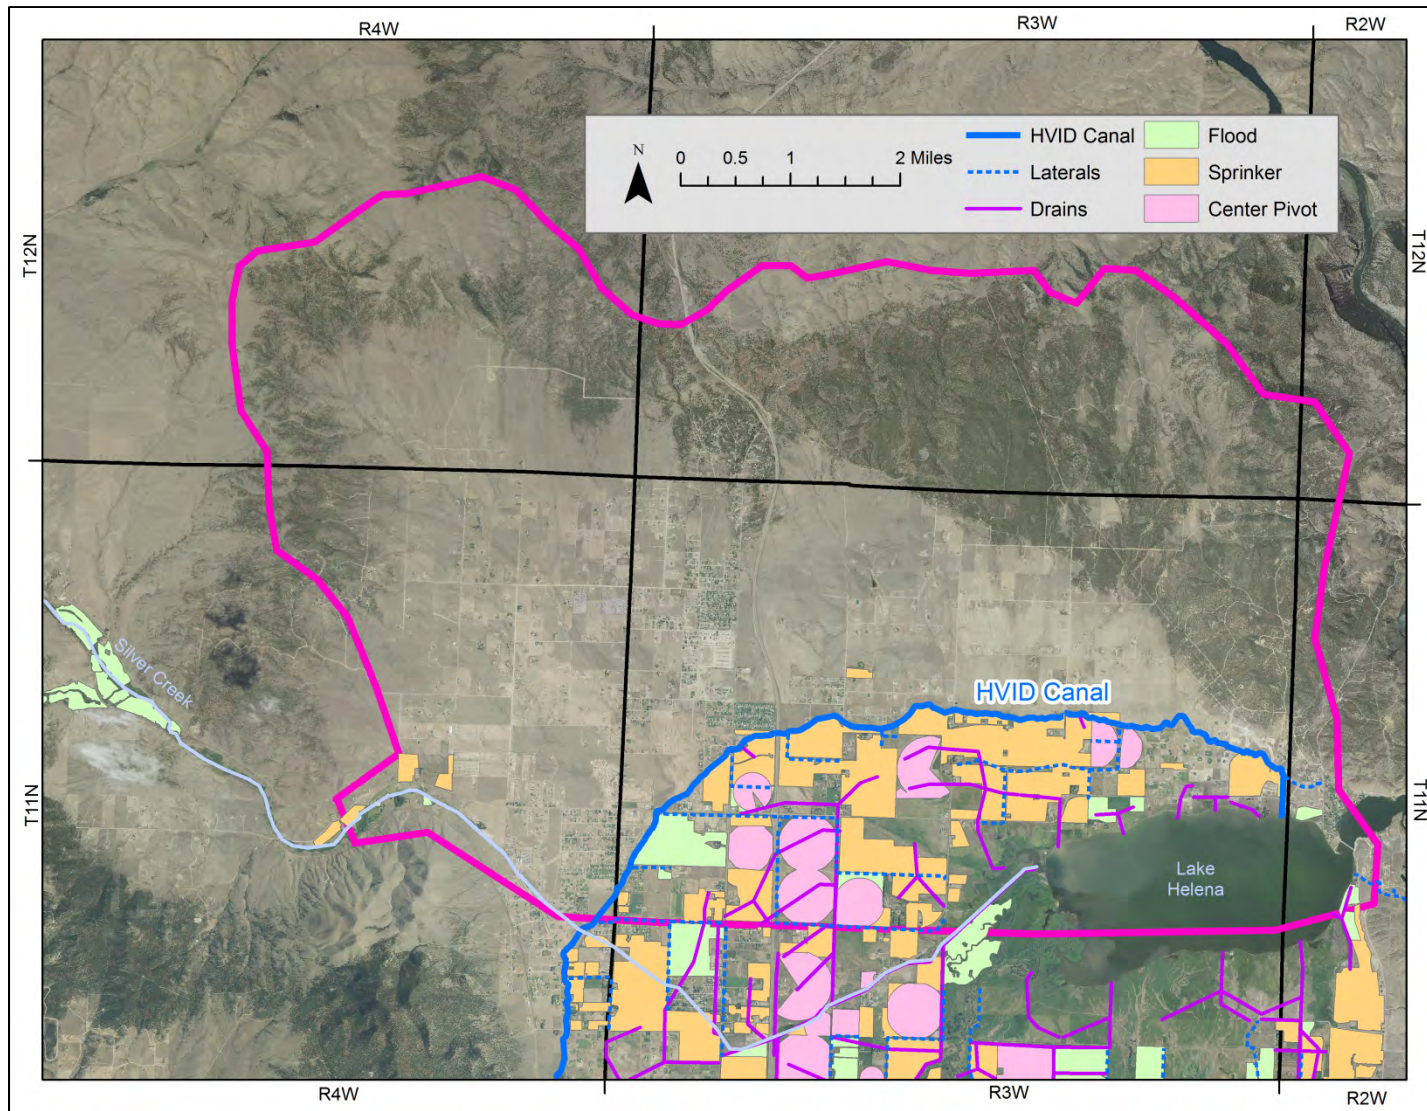 R4W
R3W
R2W
N
0 0.5 1 2 Miles
HVID Canal
Laterals
Drains
Flood
Sprinker
Center Pivot
T12N
T12N
Silver Creek
HVID Canal
T11N
T11N
Lake
Helena
R4W
R3W
R2W